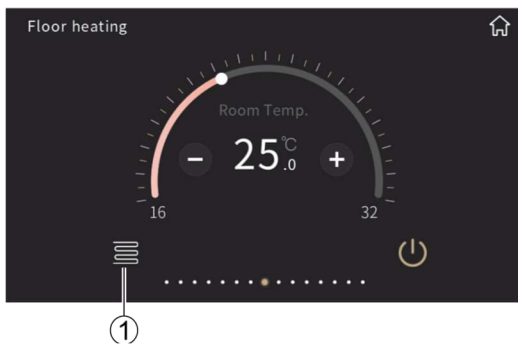 Floor heating
Room Temp.
25.0℃
16
32
1